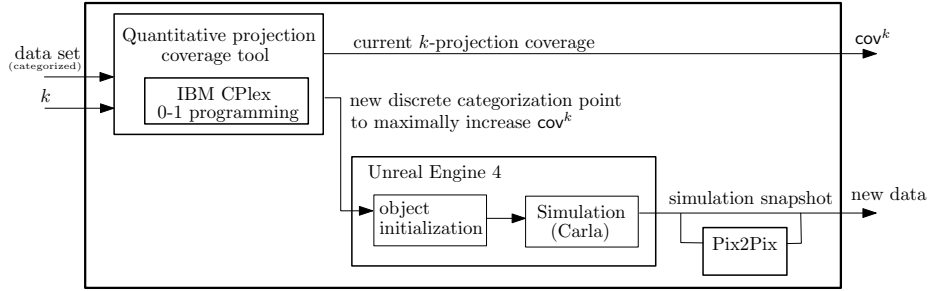 Quantitative projection
coverage tool
data set
(categorized)
k
IBM CPlex
0-1 programming
current k-projection coverage
cov^k
new discrete categorization point
to maximally increase cov^k
Unreal Engine 4
object
initialization
Simulation
(Carla)
simulation snapshot
new data
Pix2Pix